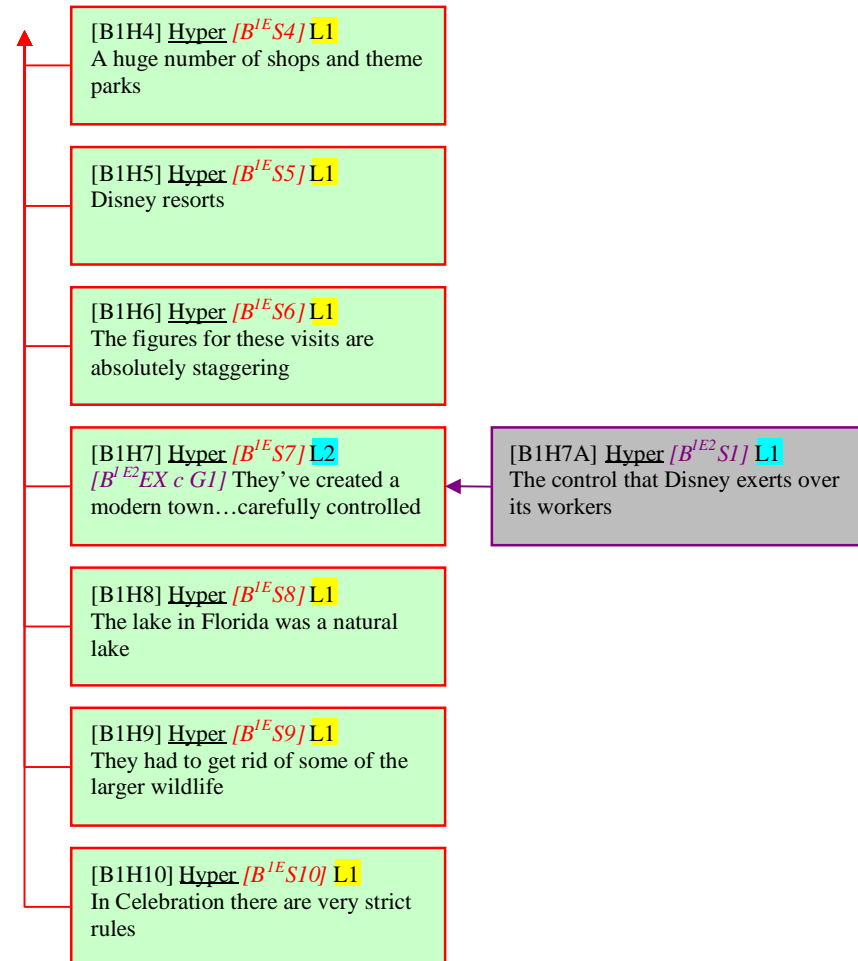 [B1H4] Hyper [B1ES4] L1
A huge number of shops and theme
parks
[B1H5] Hyper [B1ES5] L1
Disney resorts
[B1H6] Hyper [B1ES6] L1
The figures for these visits are
absolutely staggering
[B1H7] Hyper [B1ES7] L2
[B1E2EX c G1] They’ve created a
modern town…carefully controlled
[B1H7A] Hyper [B1E2S1] L1
The control that Disney exerts over
its workers
[B1H8] Hyper [B1ES8] L1
The lake in Florida was a natural
lake
[B1H9] Hyper [B1ES9] L1
They had to get rid of some of the
larger wildlife
[B1H10] Hyper [B1ES10] L1
In Celebration there are very strict
rules